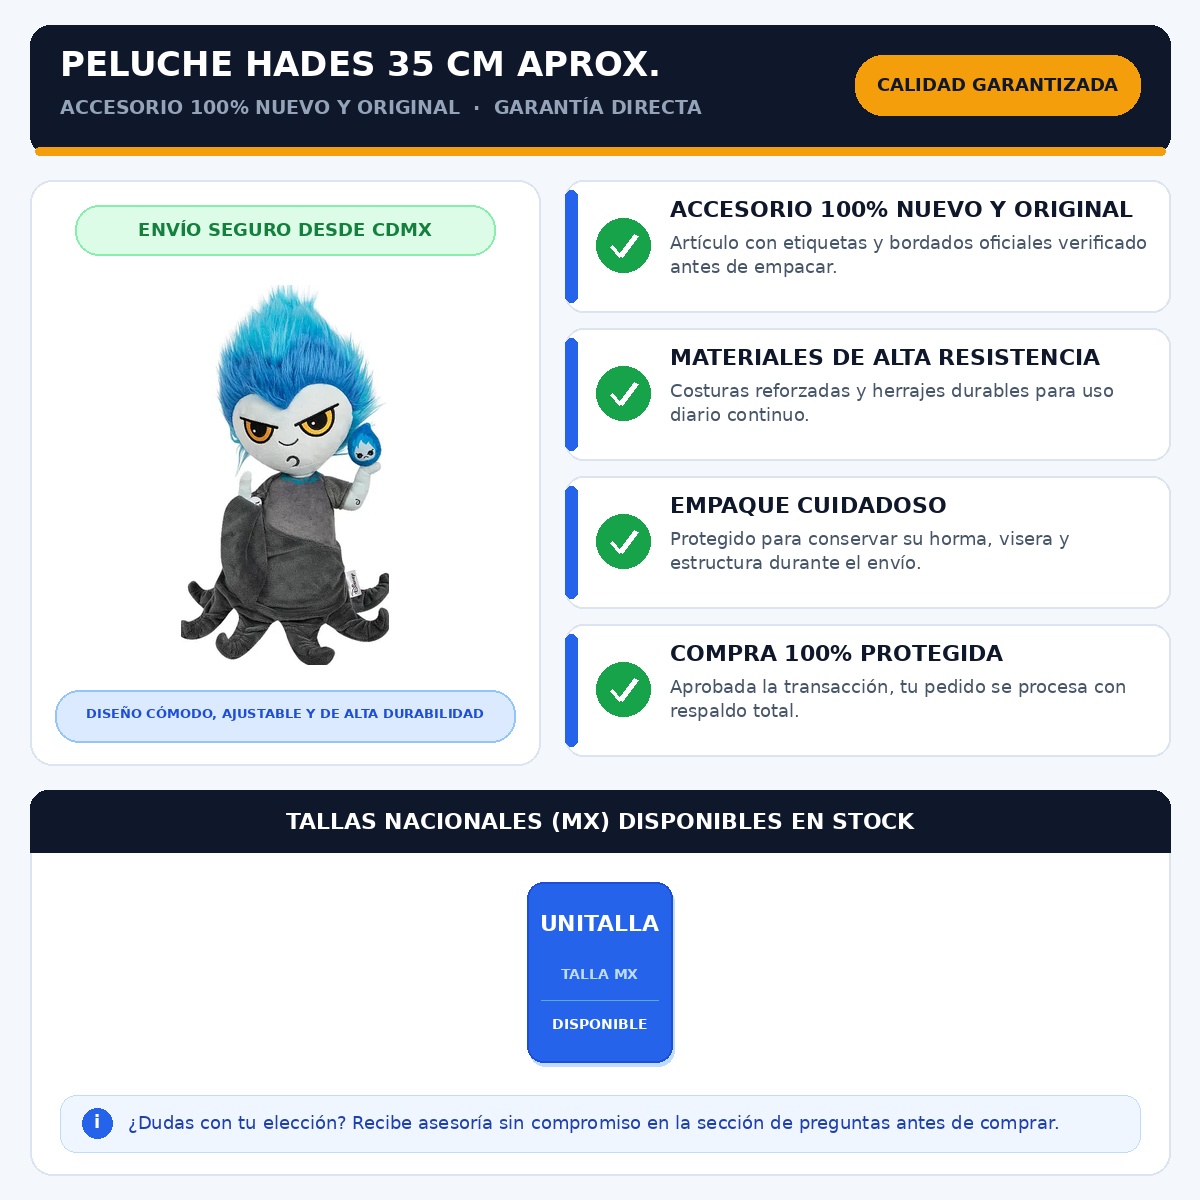 PELUCHE HADES 35 CM APROX.
ACCESORIO 100% NUEVO Y ORIGINAL · GARANTÍA DIRECTA
CALIDAD GARANTIZADA
ENVÍO SEGURO DESDE CDMX
Disney
DISEÑO CÓMODO, AJUSTABLE Y DE ALTA DURABILIDAD
ACCESORIO 100% NUEVO Y ORIGINAL
Artículo con etiquetas y bordados oficiales verificado
antes de empacar.
MATERIALES DE ALTA RESISTENCIA
Costuras reforzadas y herrajes durables para uso
diario continuo.
EMPAQUE CUIDADOSO
Protegido para conservar su horma, visera y
estructura durante el envío.
COMPRA 100% PROTEGIDA
Aprobada la transacción, tu pedido se procesa con
respaldo total.
TALLAS NACIONALES (MX) DISPONIBLES EN STOCK
UNITALLA
TALLA MX
DISPONIBLE
i ¿Dudas con tu elección? Recibe asesoría sin compromiso en la sección de preguntas antes de comprar.